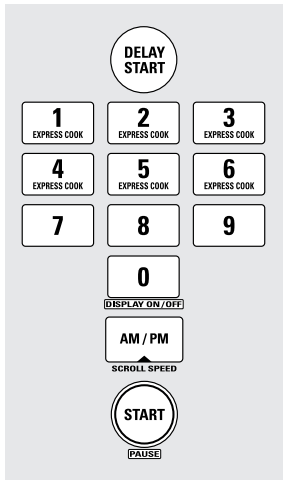 DELAY
START
1 2 3
EXPRESS COOK EXPRESS COOK EXPRESS COOK
4 5 6
EXPRESS COOK EXPRESS COOK EXPRESS COOK
7 8 9
0
DISPLAY ON/OFF
AM/PM
SCROLL SPEED
START
PAUSE